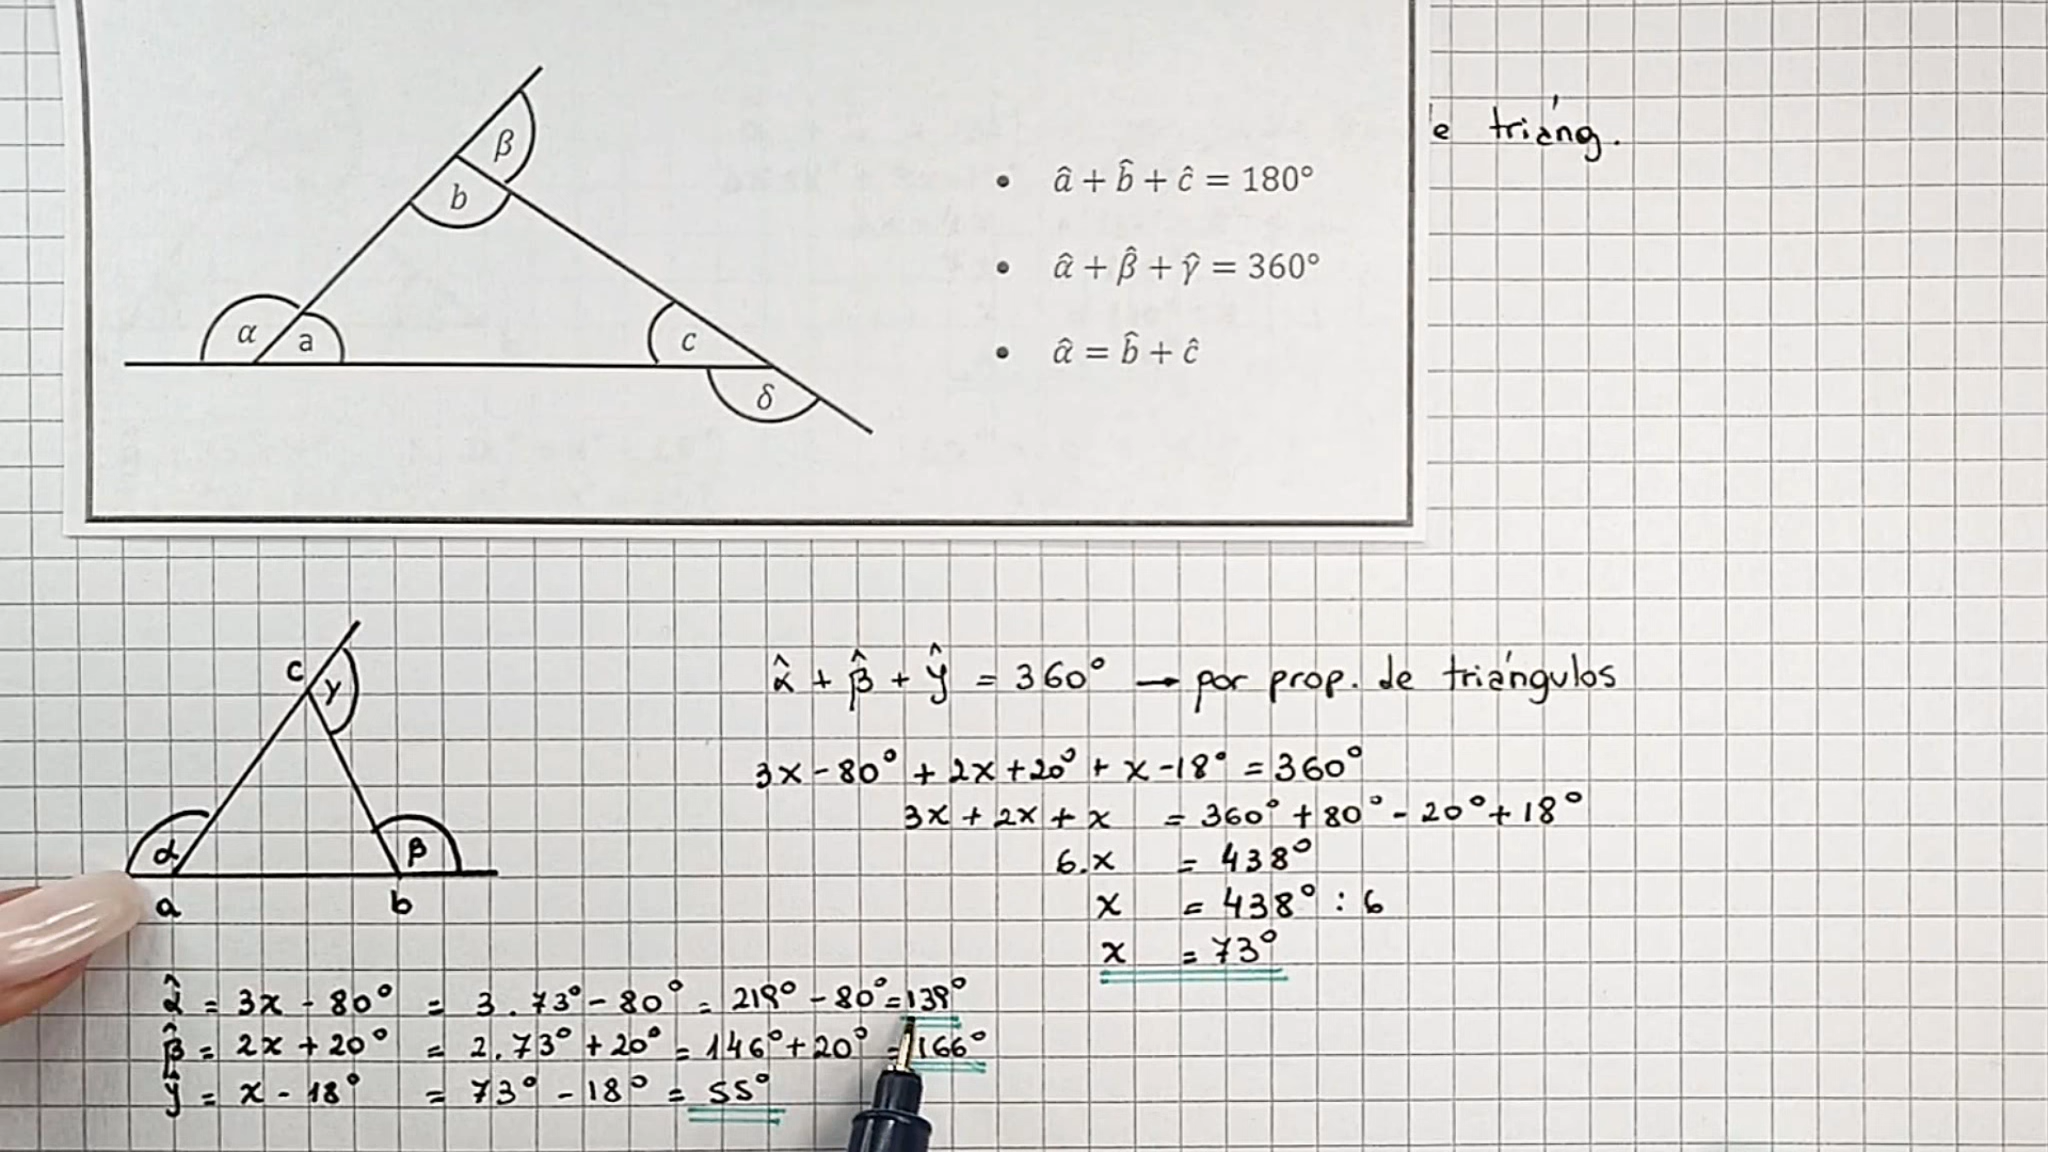 β
b
α
a
c
δ
• â + b̂ + ĉ = 180°
• α̂ + β̂ + γ̂ = 360°
• α̂ = b̂ + ĉ
e triáng.
c
γ
α
β
a
b
α̂ + β̂ + γ̂ = 360° → por prop. de triángulos
3x - 80° + 2x + 20° + x - 18° = 360°
3x + 2x + x = 360° + 80° - 20° + 18°
6.x = 438°
x = 438° : 6
x = 73°
α̂ = 3x - 80° = 3.73° - 80° = 219° - 80° = 139°
β̂ = 2x + 20° = 2.73° + 20° = 146° + 20° = 166°
γ̂ = x - 18° = 73° - 18° = 55°